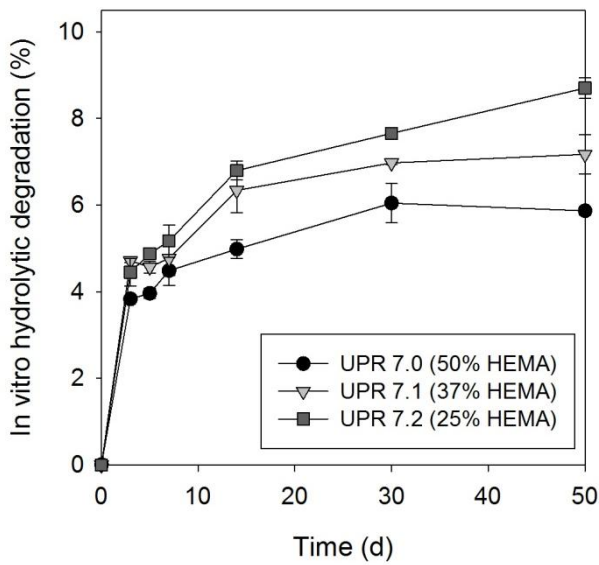 In vitro hydrolytic degradation (%)
10
8
6
4
2
0
UPR 7.0 (50% HEMA)
UPR 7.1 (37% HEMA)
UPR 7.2 (25% HEMA)
0 10 20 30 40 50
Time (d)